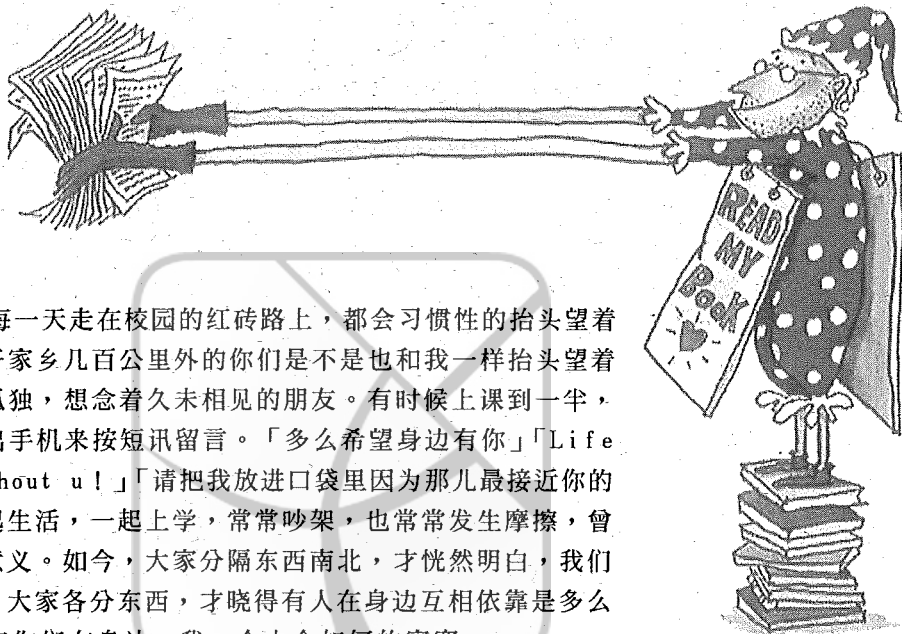 READ
MY
BooK
每一天走在校园的红砖路上，都会习惯性的抬头望着
家乡几百公里外的你们是不是也和我一样抬头望着
独，想念着久未相见的朋友。有时候上课到一半，
手机来按短讯留言。「多么希望身边有你」「Life
hout u！」「请把我放进口袋里因为那儿最接近你的
生活，一起上学，常常吵架，也常常发生摩擦，曾
义。如今，大家分隔东西南北，才恍然明白，我们
，大家各分东西，才晓得有人在身边互相依靠是多么